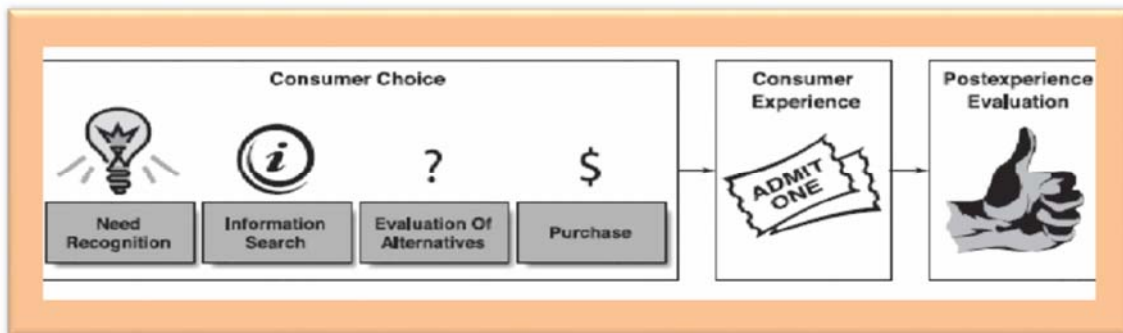 Consumer Choice
Need
Recognition
i
Information
Search
?
Evaluation Of
Alternatives
$
Purchase
Consumer
Experience
ADMIT
ONE
Postexperience
Evaluation